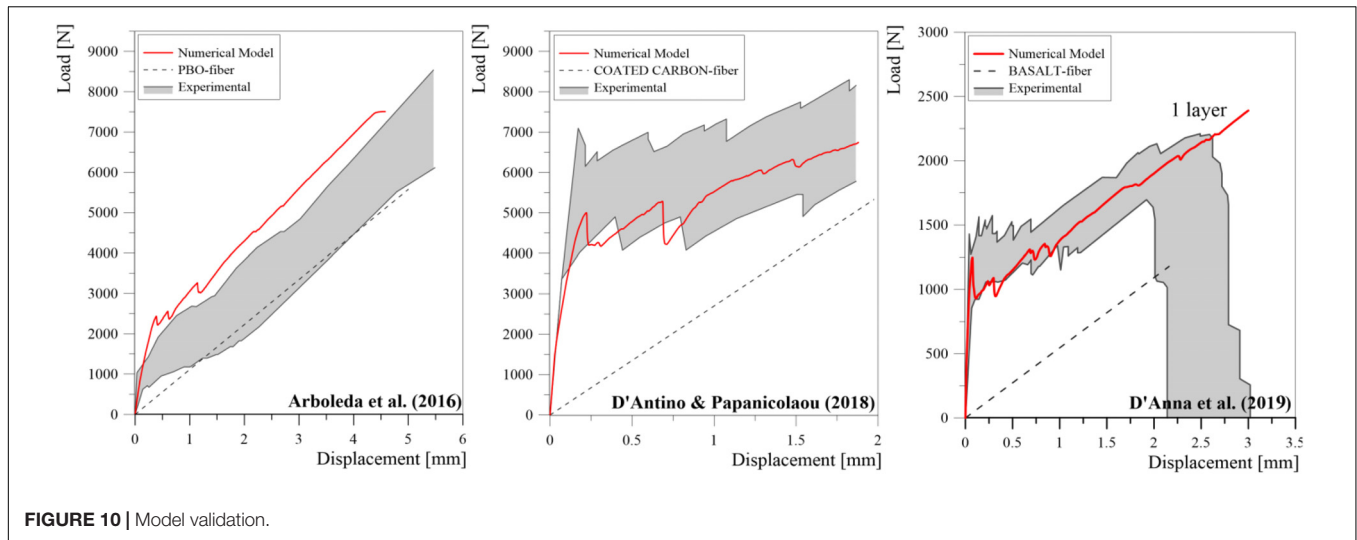 Load [N]
9000
8000
7000
6000
5000
4000
3000
2000
1000
0
Numerical Model
PBO-fiber
Experimental
Arboleda et al. (2016)
0 1 2 3 4 5 6
Displacement [mm]
Load [N]
9000
8000
7000
6000
5000
4000
3000
2000
1000
0
Numerical Model
COATED CARBON-fiber
Experimental
D'Antino & Papanicolaou (2018)
0 0.5 1 1.5 2
Displacement [mm]
Load [N]
3000
2500
2000
1500
1000
500
0
Numerical Model
BASALT-fiber
Experimental
1 layer
D'Anna et al. (2019)
0 0.5 1 1.5 2 2.5 3 3.5
Displacement [mm]
FIGURE 10 | Model validation.